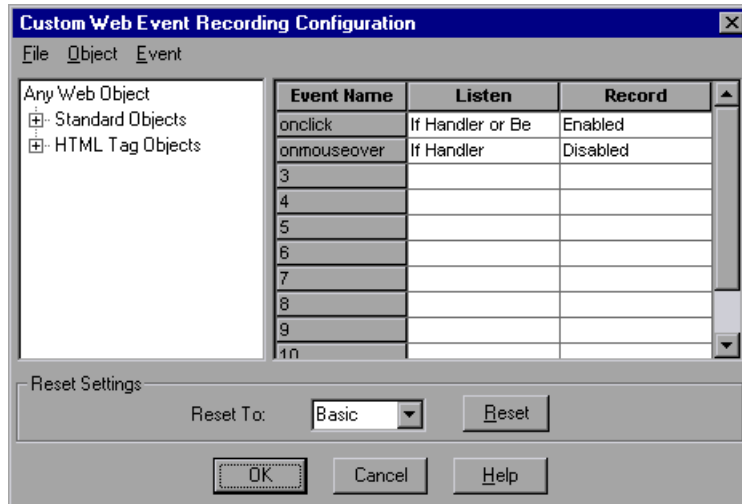 Custom Web Event Recording Configuration
File Object Event
Any Web Object
Standard Objects
HTML Tag Objects
Event Name Listen Record
onclick If Handler or Be Enabled
onmouseover If Handler Disabled
3
4
5
6
7
8
9
10
Reset Settings
Reset To: Basic Reset
OK Cancel Help